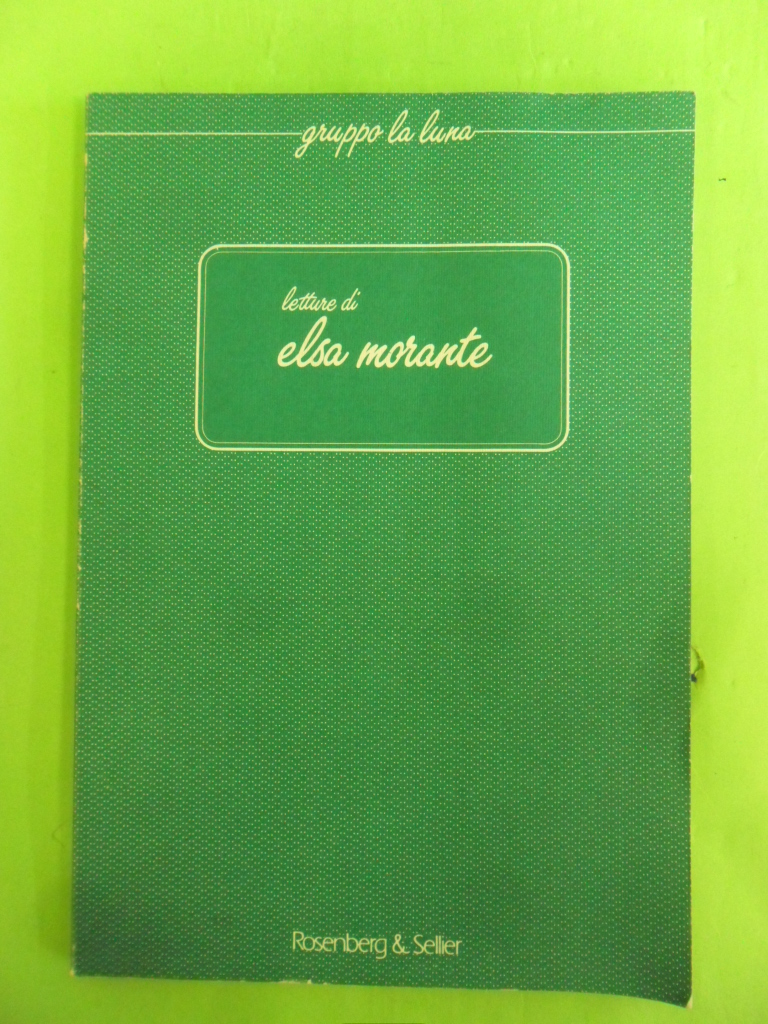 gruppo la luna
letture di
elsa morante
Rosenberg & Sellier